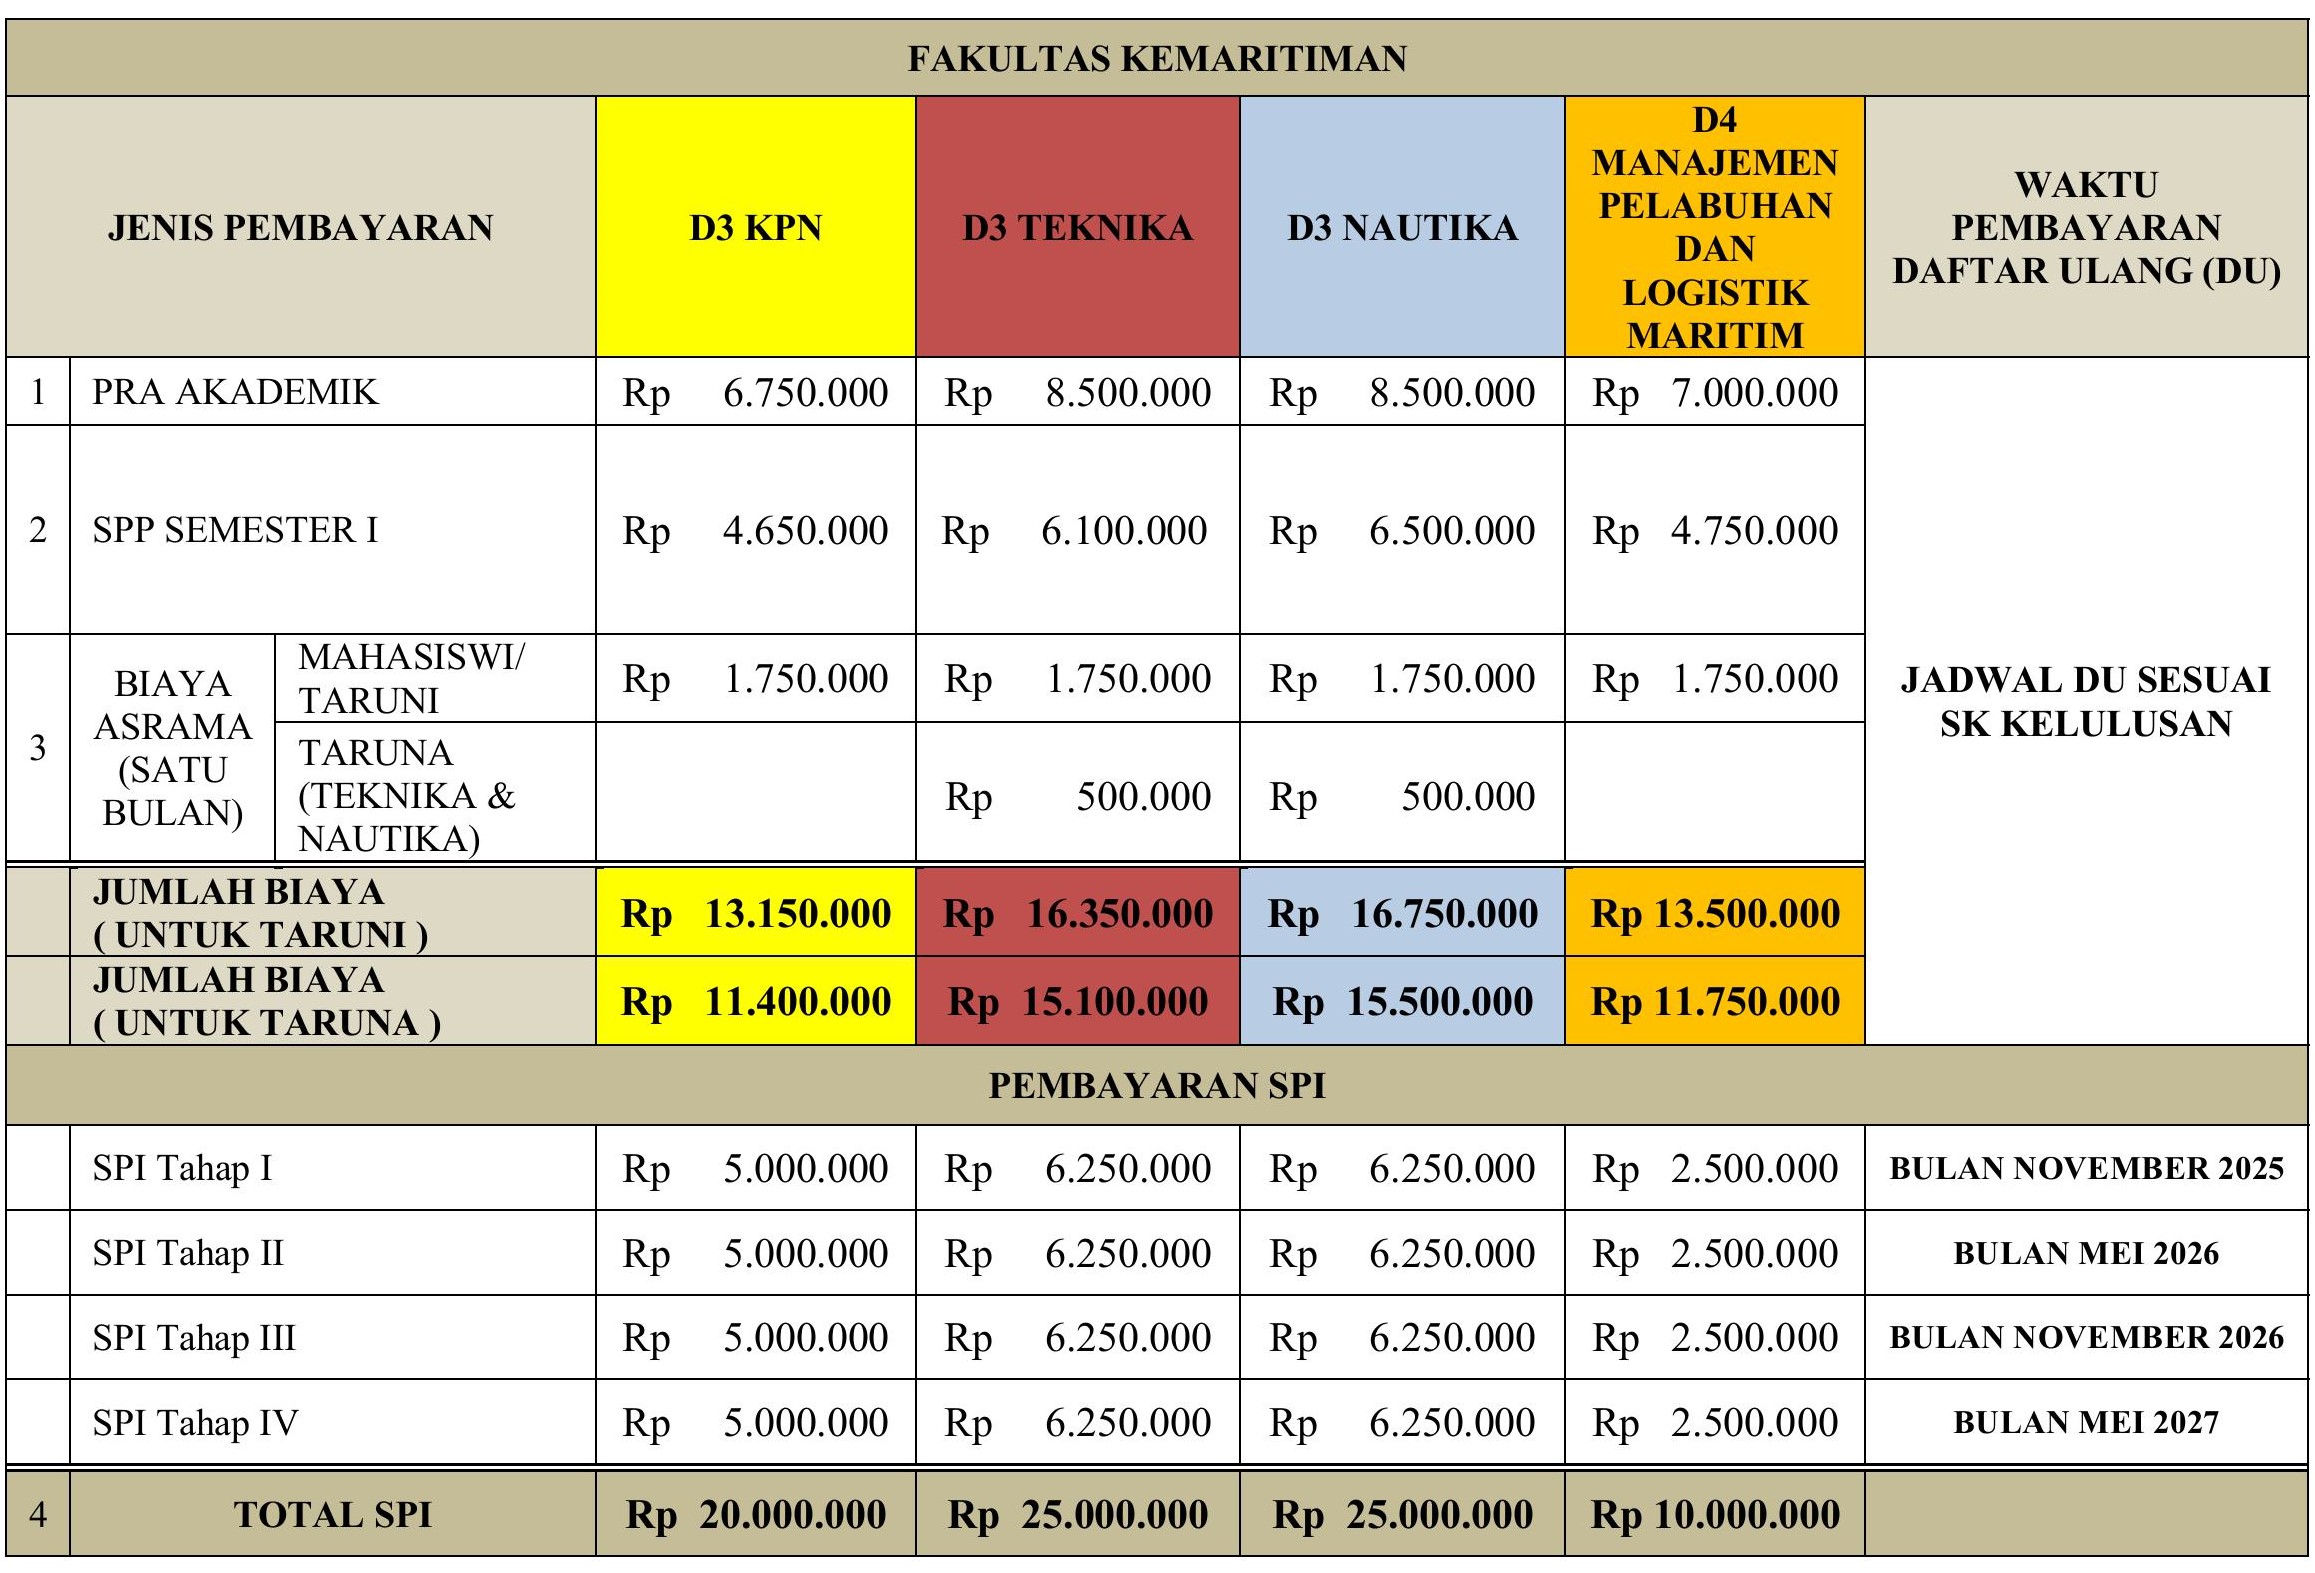 FAKULTAS KEMARITIMAN
JENIS PEMBAYARAN
D3 KPN
D3 TEKNIKA
D3 NAUTIKA
D4
MANAJEMEN
PELABUHAN
DAN
LOGISTIK
MARITIM
WAKTU
PEMBAYARAN
DAFTAR ULANG (DU)
1 PRA AKADEMIK Rp 6.750.000 Rp 8.500.000 Rp 8.500.000 Rp 7.000.000
2 SPP SEMESTER I Rp 4.650.000 Rp 6.100.000 Rp 6.500.000 Rp 4.750.000
3
BIAYA
ASRAMA
(SATU
BULAN)
MAHASISWI/
TARUNI
Rp 1.750.000 Rp 1.750.000 Rp 1.750.000 Rp 1.750.000
TARUNA
(TEKNIKA &
NAUTIKA)
Rp 500.000 Rp 500.000
JADWAL DU SESUAI
SK KELULUSAN
JUMLAH BIAYA
( UNTUK TARUNI )
Rp 13.150.000 Rp 16.350.000 Rp 16.750.000 Rp 13.500.000
JUMLAH BIAYA
( UNTUK TARUNA )
Rp 11.400.000 Rp 15.100.000 Rp 15.500.000 Rp 11.750.000
PEMBAYARAN SPI
SPI Tahap I Rp 5.000.000 Rp 6.250.000 Rp 6.250.000 Rp 2.500.000 BULAN NOVEMBER 2025
SPI Tahap II Rp 5.000.000 Rp 6.250.000 Rp 6.250.000 Rp 2.500.000 BULAN MEI 2026
SPI Tahap III Rp 5.000.000 Rp 6.250.000 Rp 6.250.000 Rp 2.500.000 BULAN NOVEMBER 2026
SPI Tahap IV Rp 5.000.000 Rp 6.250.000 Rp 6.250.000 Rp 2.500.000 BULAN MEI 2027
4 TOTAL SPI Rp 20.000.000 Rp 25.000.000 Rp 25.000.000 Rp 10.000.000